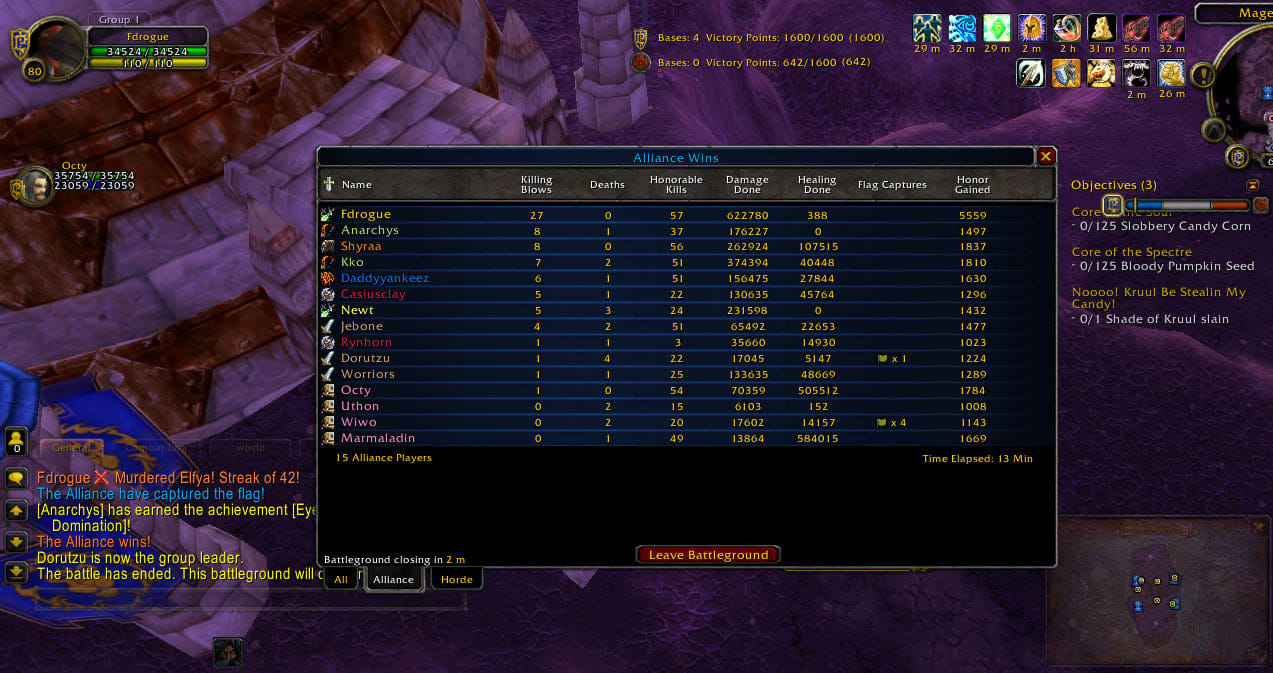 Group 1
Fdrogue
34524 / 34524
110 / 110
80
Octy
35754 / 35754
23059 / 23059
Bases: 4 Victory Points: 1600/1600 (1600)
Bases: 0 Victory Points: 642/1600 (642)
29 m 32 m 29 m 2 m 2 h 31 m 56 m 32 m
2 m 26 m
Mage
Alliance Wins
Name Killing Blows Deaths Honorable Kills Damage Done Healing Done Flag Captures Honor Gained
Fdrogue 27 0 57 622780 388 5559
Anarchys 8 1 37 176227 0 1497
Shyraa 8 0 56 262924 107515 1837
Kko 7 2 51 374394 40448 1810
Daddyyankeez 6 1 51 156475 27844 1630
Casiusclay 5 1 22 130635 45764 1296
Newt 5 3 24 231598 0 1432
Jebone 4 2 51 65492 22653 1477
Rynhorn 1 1 3 35660 14930 1023
Dorutzu 1 4 22 17045 5147 x 1 1224
Worriors 1 1 25 133635 48669 1289
Octy 1 0 54 70359 505512 1784
Uthon 0 2 15 6103 152 1008
Wiwo 0 2 20 17602 14157 x 4 1143
Marmaladin 0 1 49 13864 584015 1669
15 Alliance Players
Time Elapsed: 13 Min
Battleground closing in 2 m
Leave Battleground
All Alliance Horde
Objectives (3)
- 0/125 Slobbery Candy Corn
Core of the Spectre
- 0/125 Bloody Pumpkin Seed
Noooo! Kruul Be Stealin My
Candy!
- 0/1 Shade of Kruul slain
0
General Combat world
Fdrogue Murdered Elfya! Streak of 42!
The Alliance have captured the flag!
[Anarchys] has earned the achievement [Eye
Domination]!
The Alliance wins!
Dorutzu is now the group leader.
The battle has ended. This battleground will